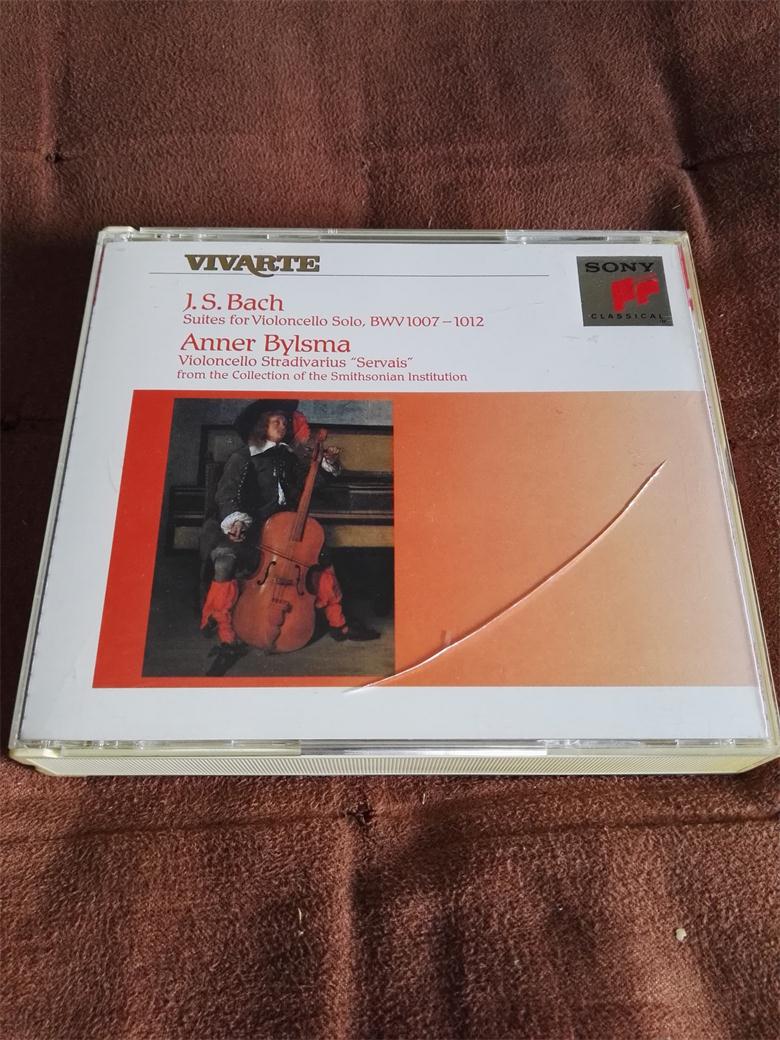 VIVARTE
SONY
CLASSICAL
J. S. Bach
Suites for Violoncello Solo, BWV 1007 – 1012
Anner Bylsma
Violoncello Stradivarius “Servais”
from the Collection of the Smithsonian Institution